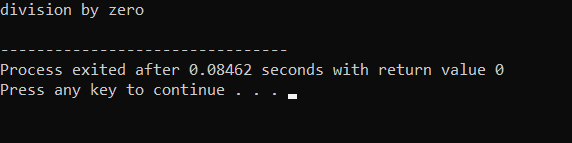 division by zero
--------------------------------
Process exited after 0.08462 seconds with return value 0
Press any key to continue . . .